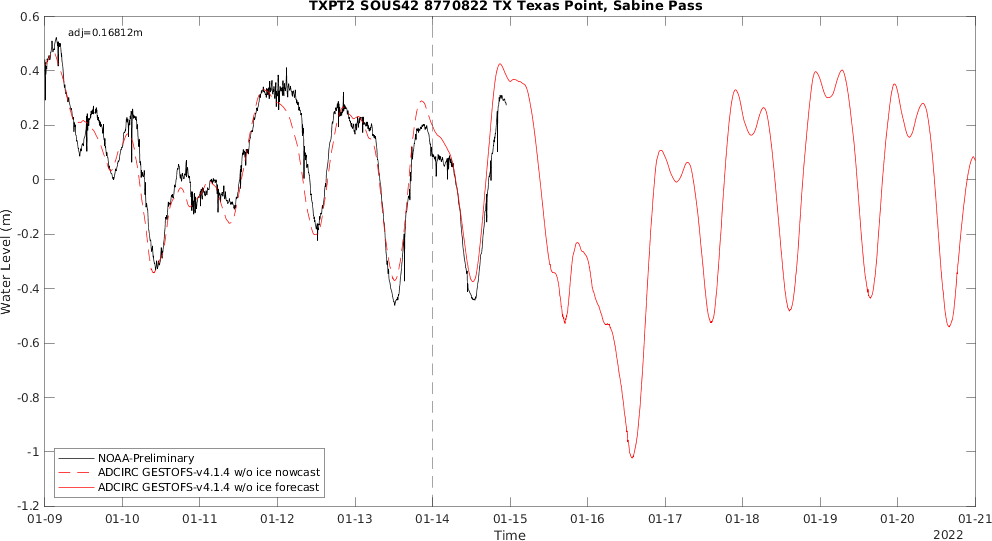 TXPT2 SOUS42 8770822 TX Texas Point, Sabine Pass
adj=0.16812m
0.6
0.4
0.2
0
-0.2
-0.4
-0.6
-0.8
-1
-1.2
Water Level (m)
NOAA-Preliminary
ADCIRC GESTOFS-v4.1.4 w/o ice nowcast
ADCIRC GESTOFS-v4.1.4 w/o ice forecast
01-09 01-10 01-11 01-12 01-13 01-14 01-15 01-16 01-17 01-18 01-19 01-20 01-21
Time
2022